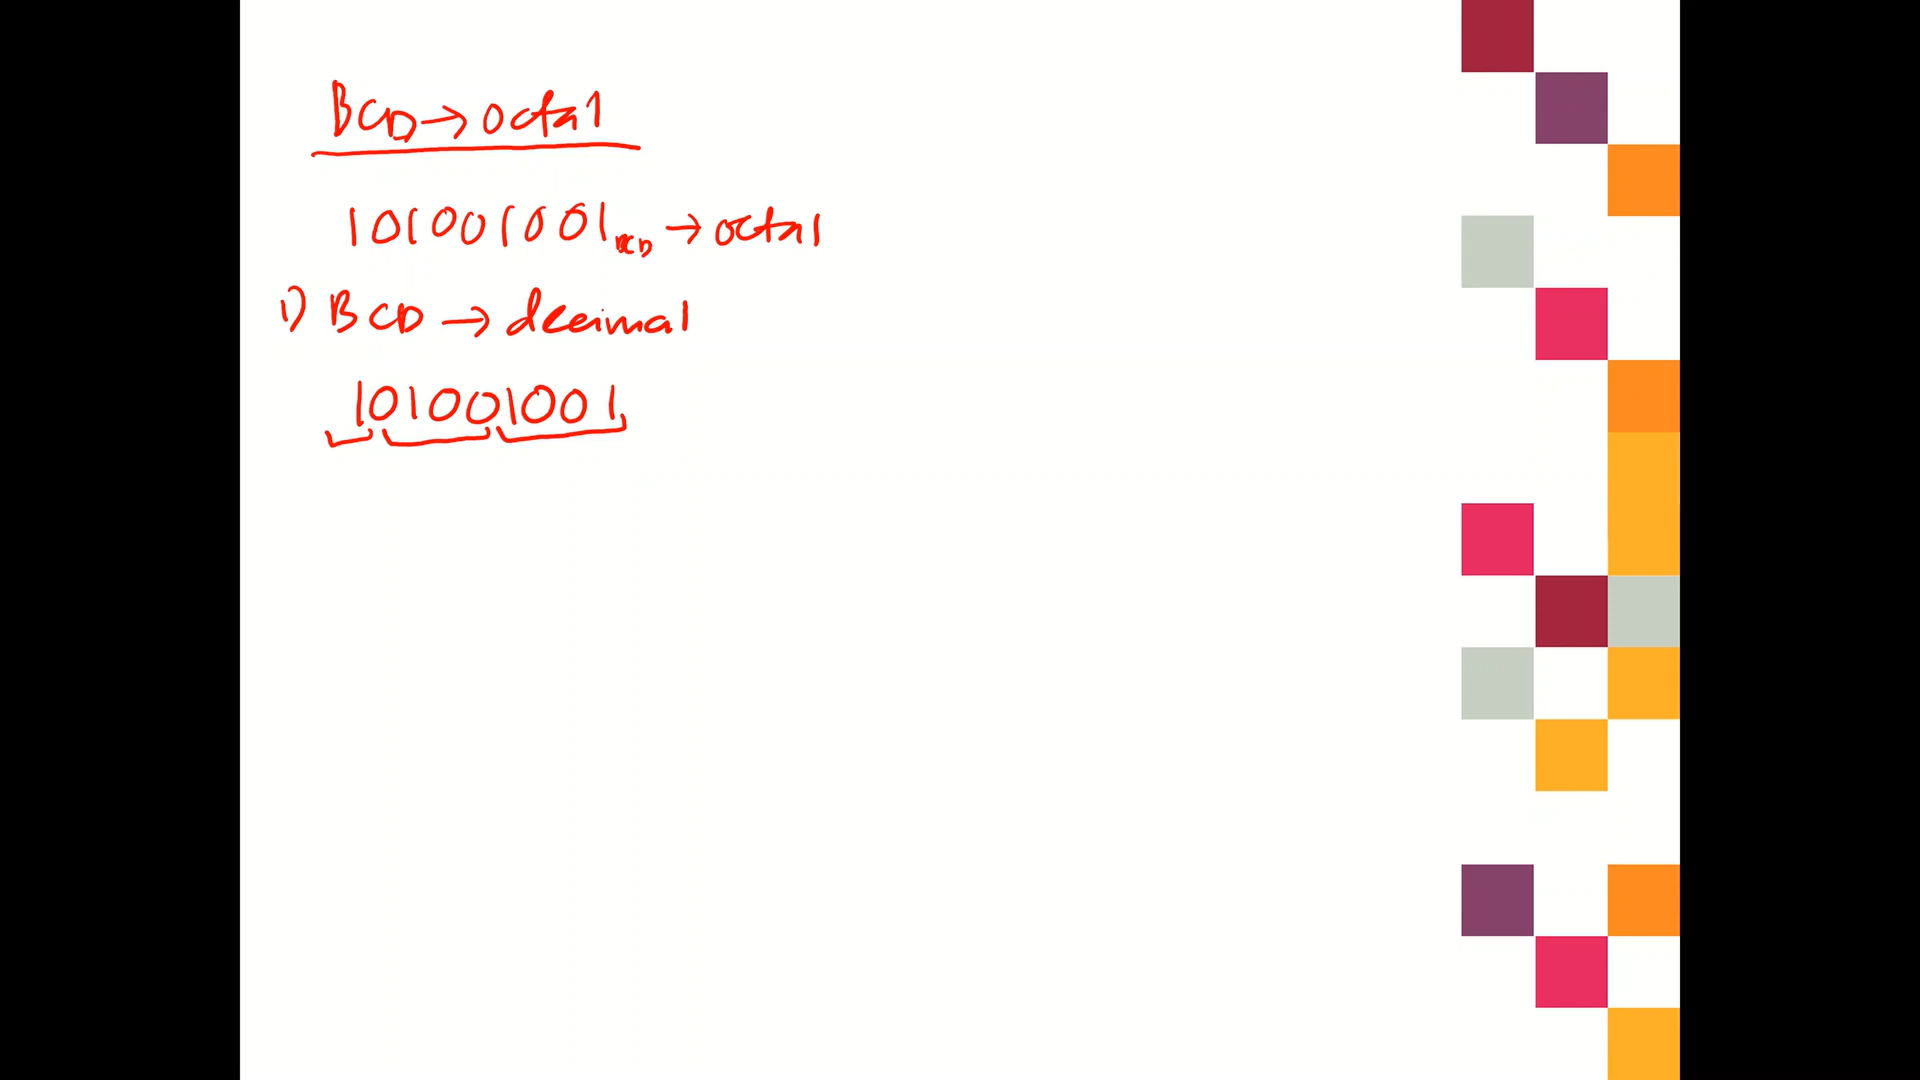 BCD → octal
101001001BCD → octal
1) BCD → decimal
101001001